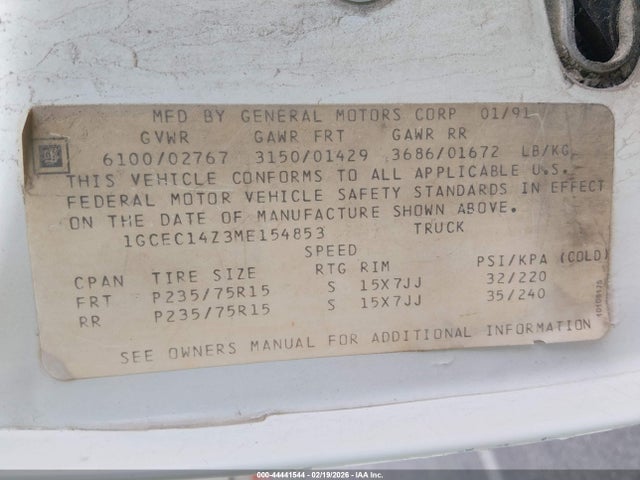 MFD BY GENERAL MOTORS CORP 01/91
GVWR GAWR FRT GAWR RR
6100/02767 3150/01429 3686/01672 LB/KG
THIS VEHICLE CONFORMS TO ALL APPLICABLE U.S.
FEDERAL MOTOR VEHICLE SAFETY STANDARDS IN EFFECT
ON THE DATE OF MANUFACTURE SHOWN ABOVE.
1GCEC14Z3ME154853 TRUCK
SPEED
CPAN TIRE SIZE RTG RIM PSI/KPA (COLD)
FRT P235/75R15 S 15X7JJ 32/220
RR P235/75R15 S 15X7JJ 35/240
SEE OWNERS MANUAL FOR ADDITIONAL INFORMATION
000-44441544 - 02/19/2026 - IAAI, Inc.